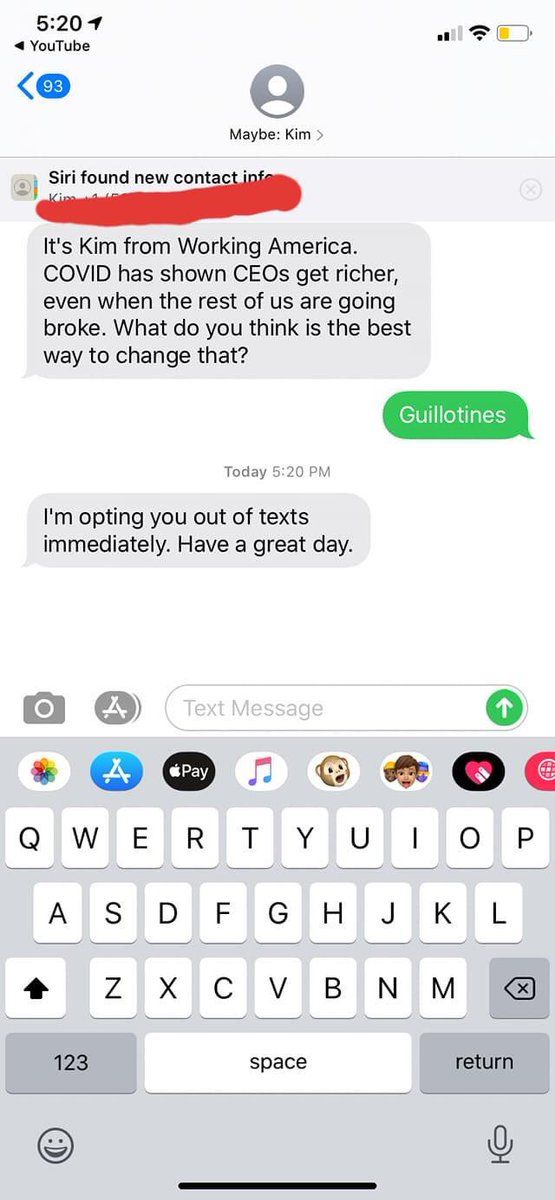 5:20
YouTube
93
Maybe: Kim
Siri found new contact info
Kim
It's Kim from Working America.
COVID has shown CEOs get richer,
even when the rest of us are going
broke. What do you think is the best
way to change that?
Guillotines
Today 5:20 PM
I'm opting you out of texts
immediately. Have a great day.
Text Message
Pay
Q W E R T Y U I O P
A S D F G H J K L
Z X C V B N M
123 space return